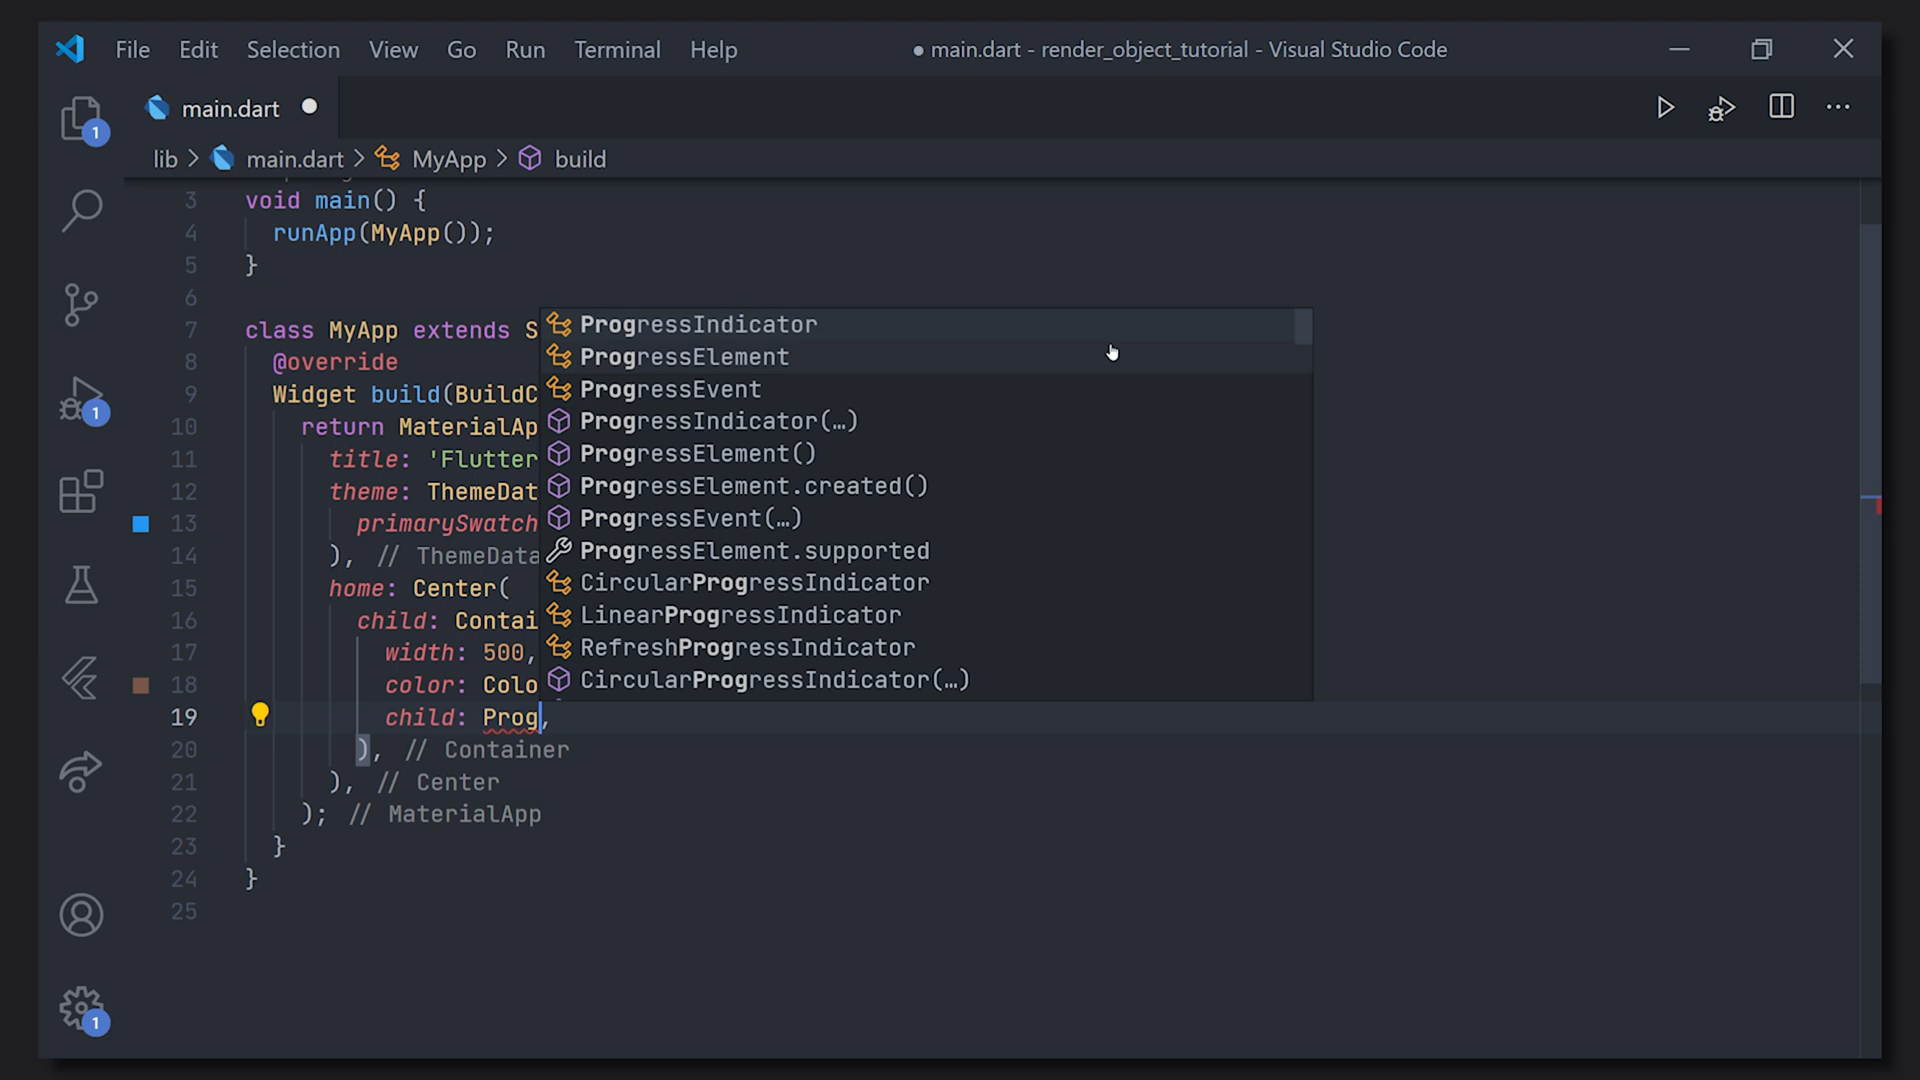 File Edit Selection View Go Run Terminal Help ● main.dart - render_object_tutorial - Visual Studio Code
main.dart
lib > main.dart > MyApp > build
3 void main() {
4 runApp(MyApp());
5 }
6
7 class MyApp extends S
8 @override
9 Widget build(BuildC
10 return MaterialAp
11 title: 'Flutter
12 theme: ThemeDat
13 primarySwatch
14 ), // ThemeData
15 home: Center(
16 child: Contai
17 width: 500,
18 color: Colo
19 child: Prog,
20 ), // Container
21 ), // Center
22 ); // MaterialApp
23 }
24 }
25
ProgressIndicator
ProgressElement
ProgressEvent
ProgressIndicator(…)
ProgressElement()
ProgressElement.created()
ProgressEvent(…)
ProgressElement.supported
CircularProgressIndicator
LinearProgressIndicator
RefreshProgressIndicator
CircularProgressIndicator(…)
1
1
1